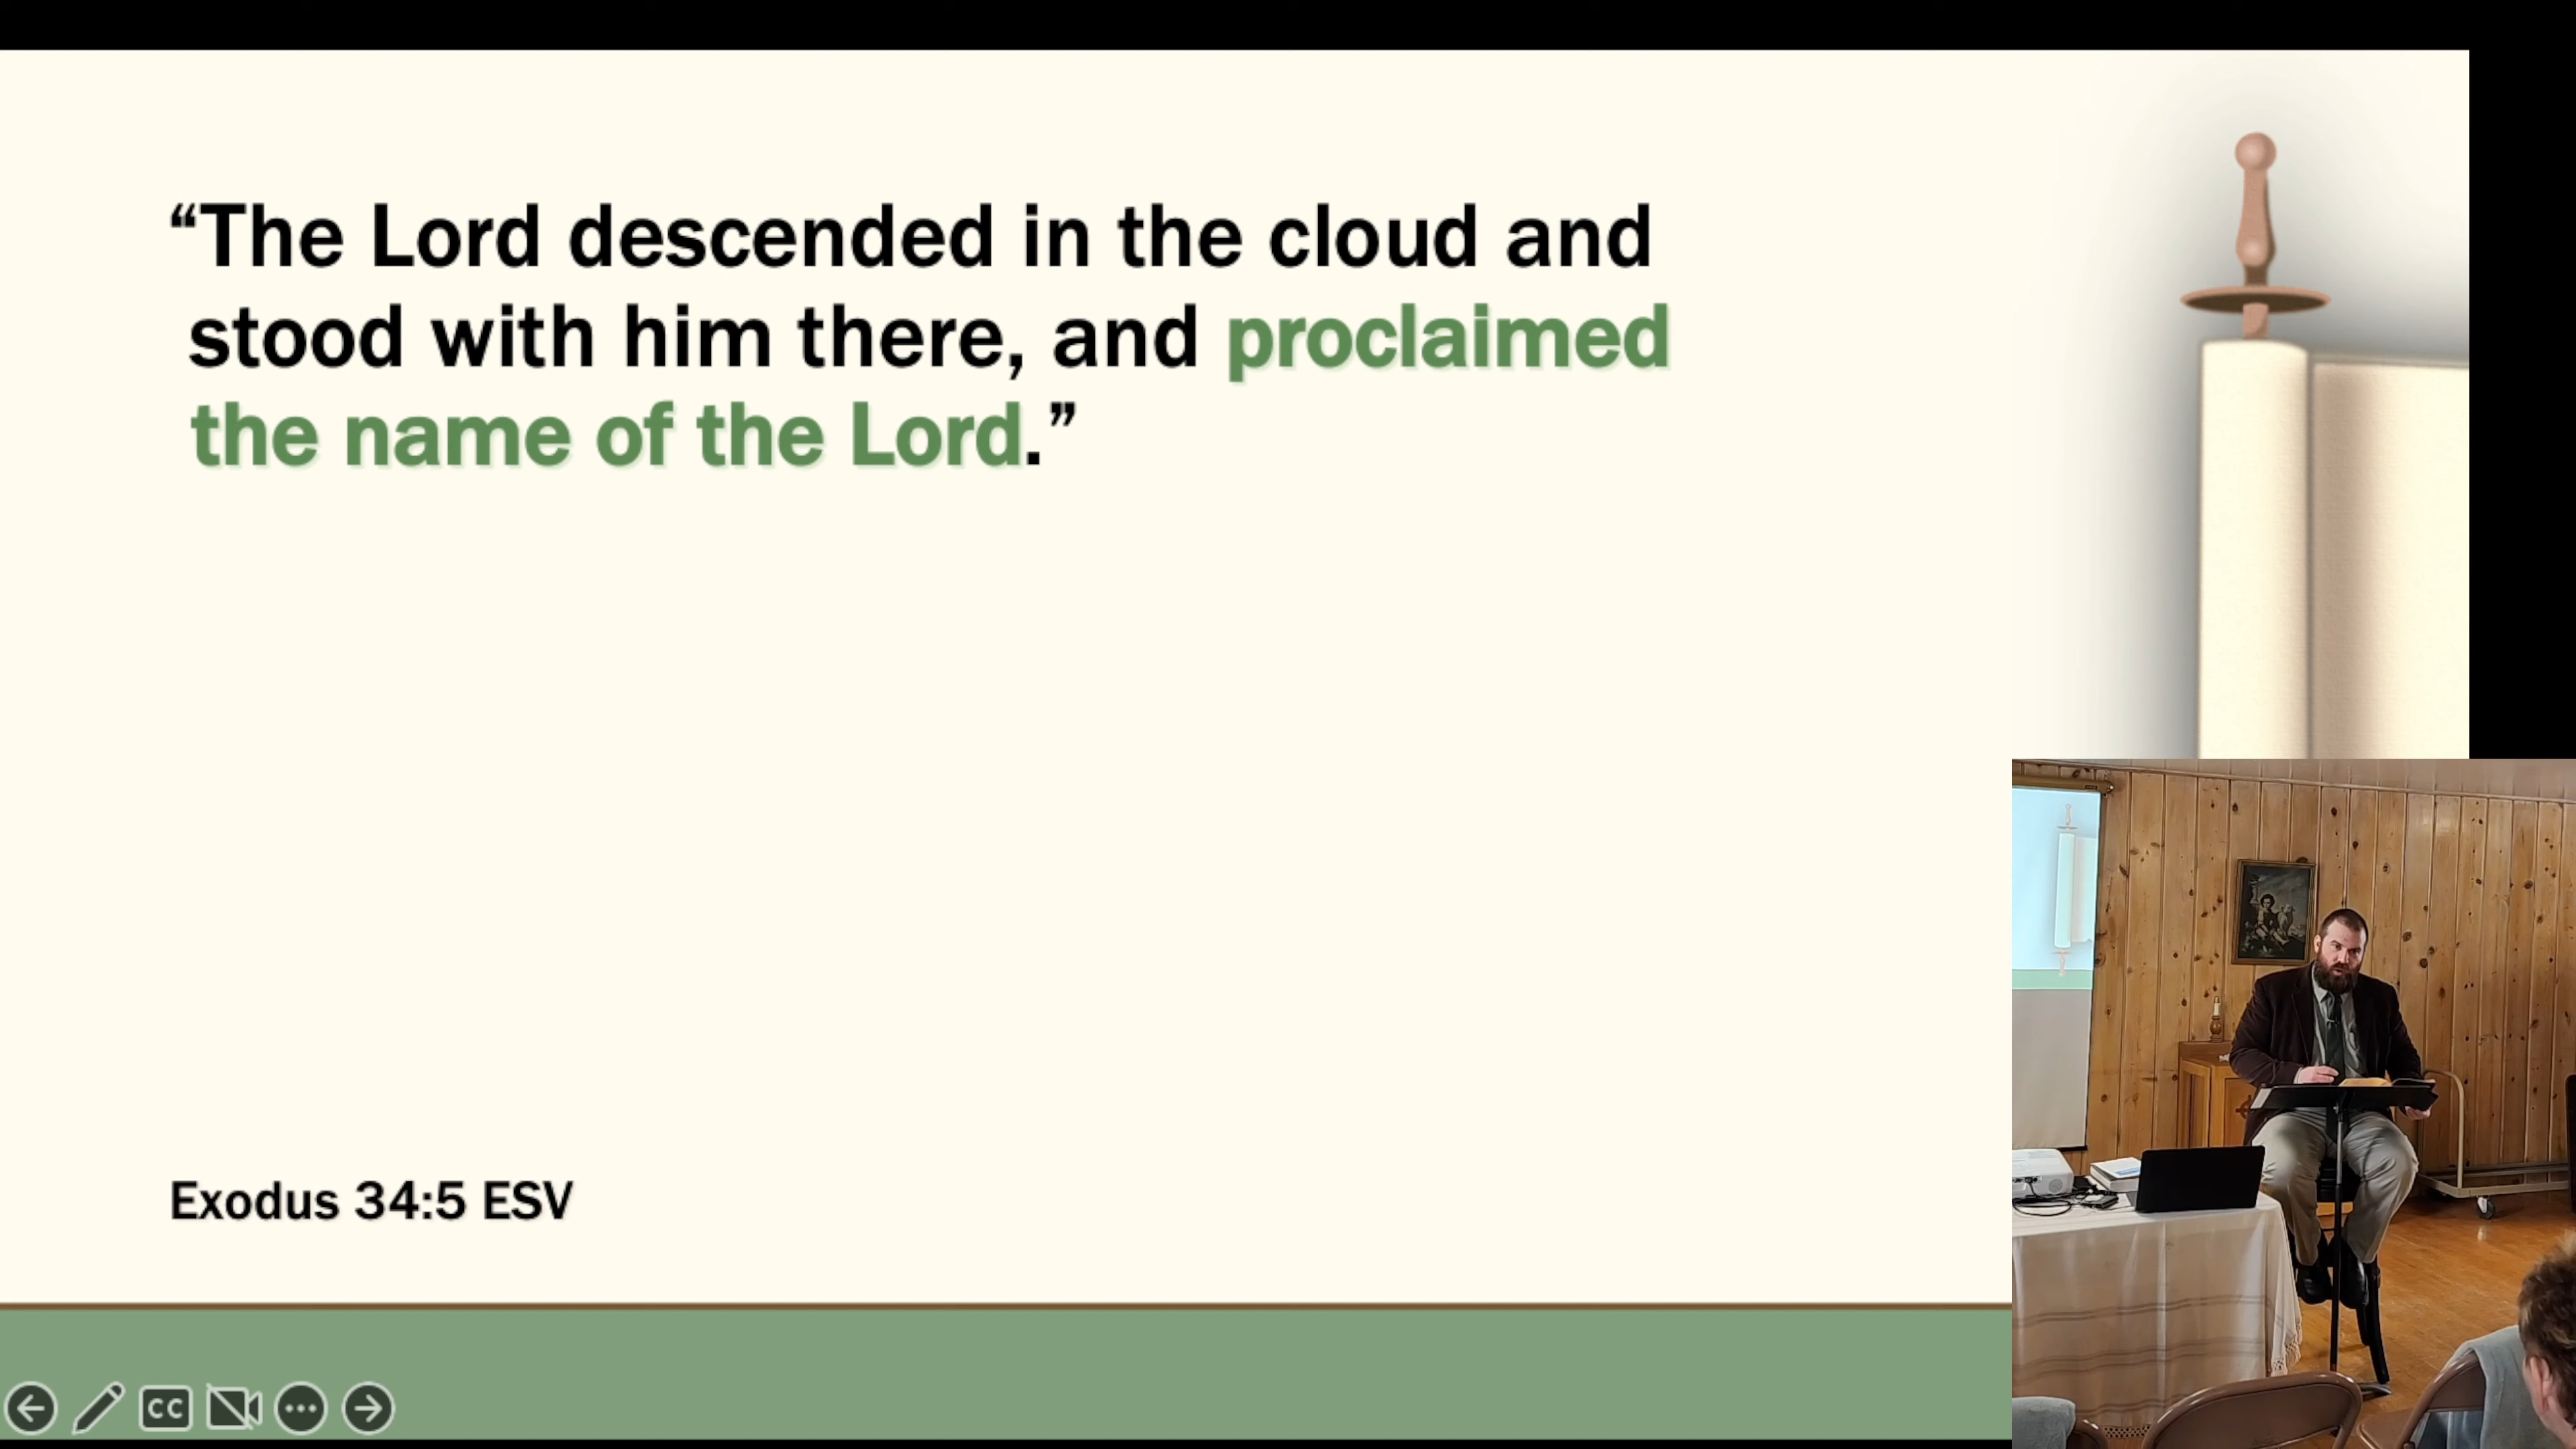 “The Lord descended in the cloud and
stood with him there, and proclaimed
the name of the Lord.”
Exodus 34:5 ESV
CC